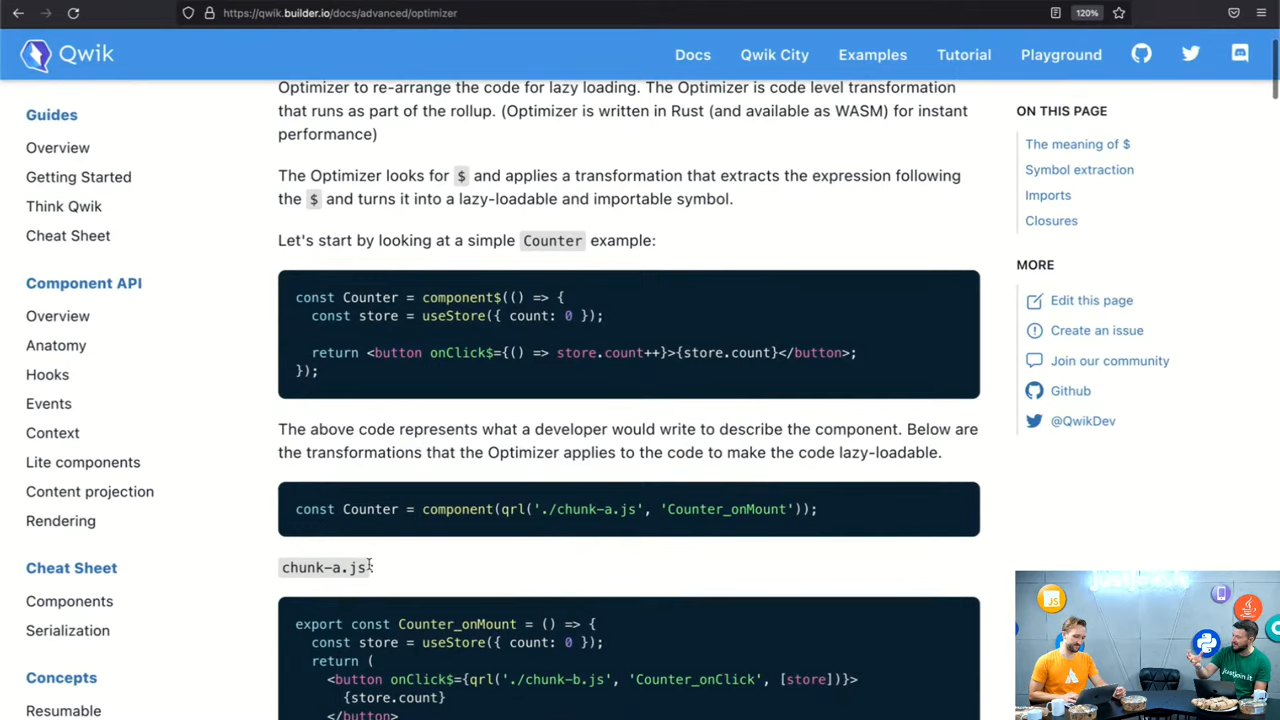 https://qwik.builder.io/docs/advanced/optimizer
120%
Qwik
Docs
Qwik City
Examples
Tutorial
Playground
Guides
Overview
Getting Started
Think Qwik
Cheat Sheet
Component API
Overview
Anatomy
Hooks
Events
Context
Lite components
Content projection
Rendering
Cheat Sheet
Components
Serialization
Concepts
Resumable
Optimizer to re-arrange the code for lazy loading. The Optimizer is code level transformation
that runs as part of the rollup. (Optimizer is written in Rust (and available as WASM) for instant
performance)
The Optimizer looks for $ and applies a transformation that extracts the expression following
the $ and turns it into a lazy-loadable and importable symbol.
Let's start by looking at a simple Counter example:
const Counter = component$(() => {
const store = useStore({ count: 0 });
return <button onClick$={() => store.count++}>{store.count}</button>;
});
The above code represents what a developer would write to describe the component. Below are
the transformations that the Optimizer applies to the code to make the code lazy-loadable.
const Counter = component(qrl('./chunk-a.js', 'Counter_onMount'));
chunk-a.js
export const Counter_onMount = () => {
const store = useStore({ count: 0 });
return (
<button onClick$={qrl('./chunk-b.js', 'Counter_onClick', [store])}>
{store.count}
</button>
ON THIS PAGE
The meaning of $
Symbol extraction
Imports
Closures
MORE
Edit this page
Create an issue
Join our community
Github
@QwikDev
JS
justjoin.it